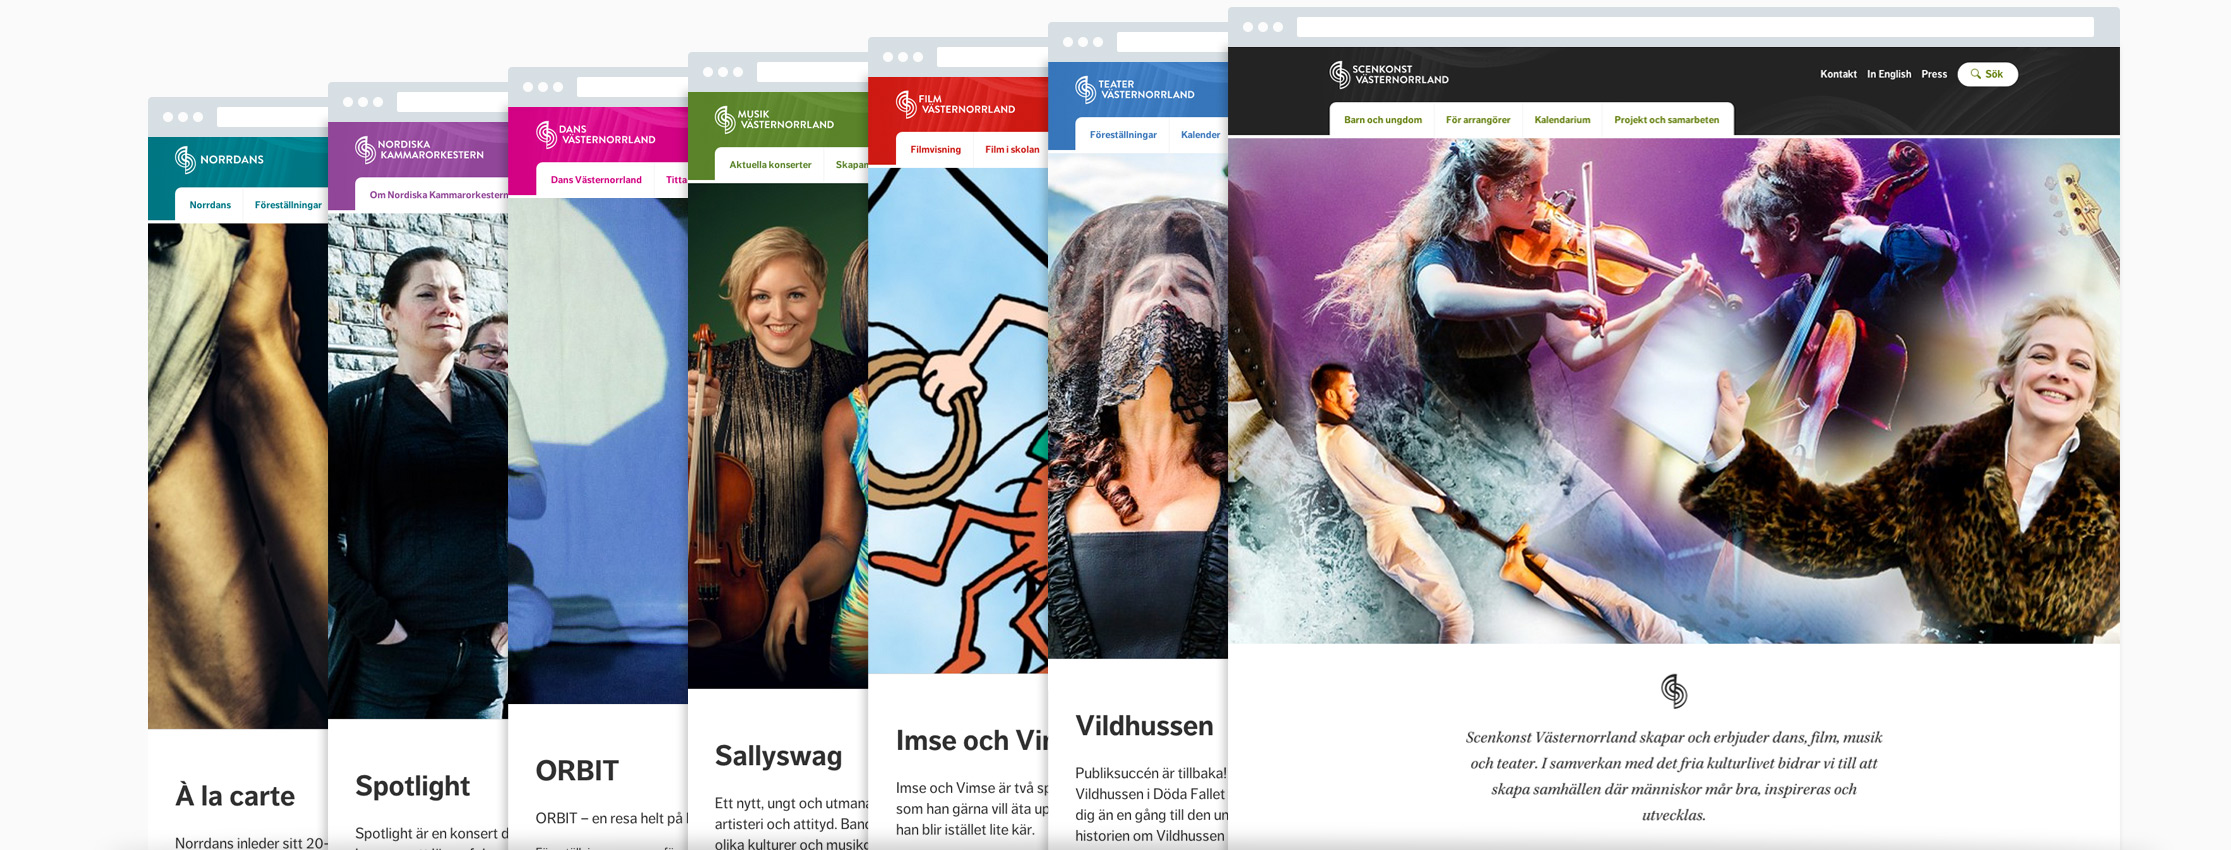 NORRDANS
Norrdans Föreställningar
À la carte
Norrdans inleder sitt 20-
NORDISKA
KAMMARORKESTERN
Om Nordiska Kammarorkestern
Spotlight
Spotlight är en konsert d
DANS
VÄSTERNORRLAND
Dans Västernorrland Titta
ORBIT
ORBIT – en resa helt på
MUSIK
VÄSTERNORRLAND
Aktuella konserter Skapan
Sallyswag
Ett nytt, ungt och utmana
artisteri och attityd. Band
olika kulturer och musik
FILM
VÄSTERNORRLAND
Filmvisning Film i skolan
Imse och Vim
Imse och Vimse är två sp
som han gärna vill äta up
han blir istället lite kär.
TEATER
VÄSTERNORRLAND
Föreställningar Kalender
Vildhussen
Publiksuccén är tillbaka!
Vildhussen i Döda Fallet
dig än en gång till den un
historien om Vildhussen
SCENKONST
VÄSTERNORRLAND
Kontakt In English Press Sök
Barn och ungdom För arrangörer Kalendarium Projekt och samarbeten
Scenkonst Västernorrland skapar och erbjuder dans, film, musik
och teater. I samverkan med det fria kulturlivet bidrar vi till att
skapa samhällen där människor mår bra, inspireras och
utvecklas.